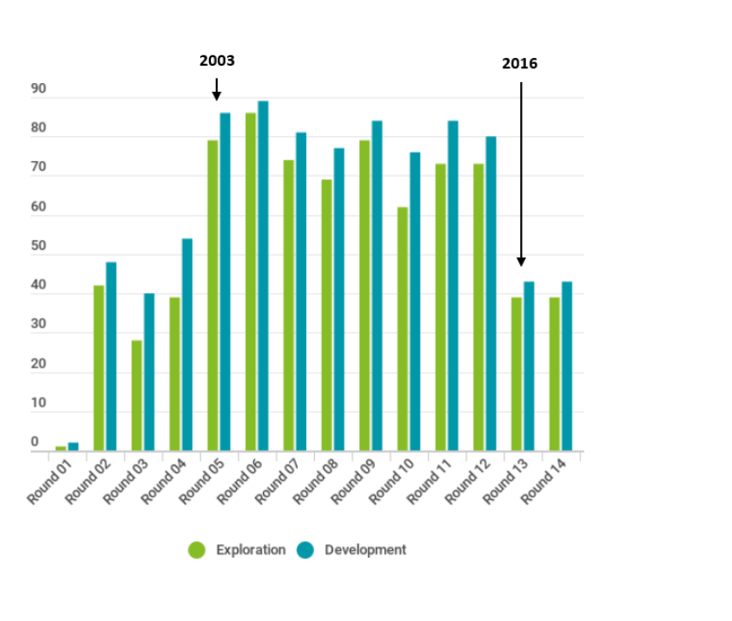 2003
2016
90
80
70
60
50
40
30
20
10
0
Round 01
Round 02
Round 03
Round 04
Round 05
Round 06
Round 07
Round 08
Round 09
Round 10
Round 11
Round 12
Round 13
Round 14
Exploration Development